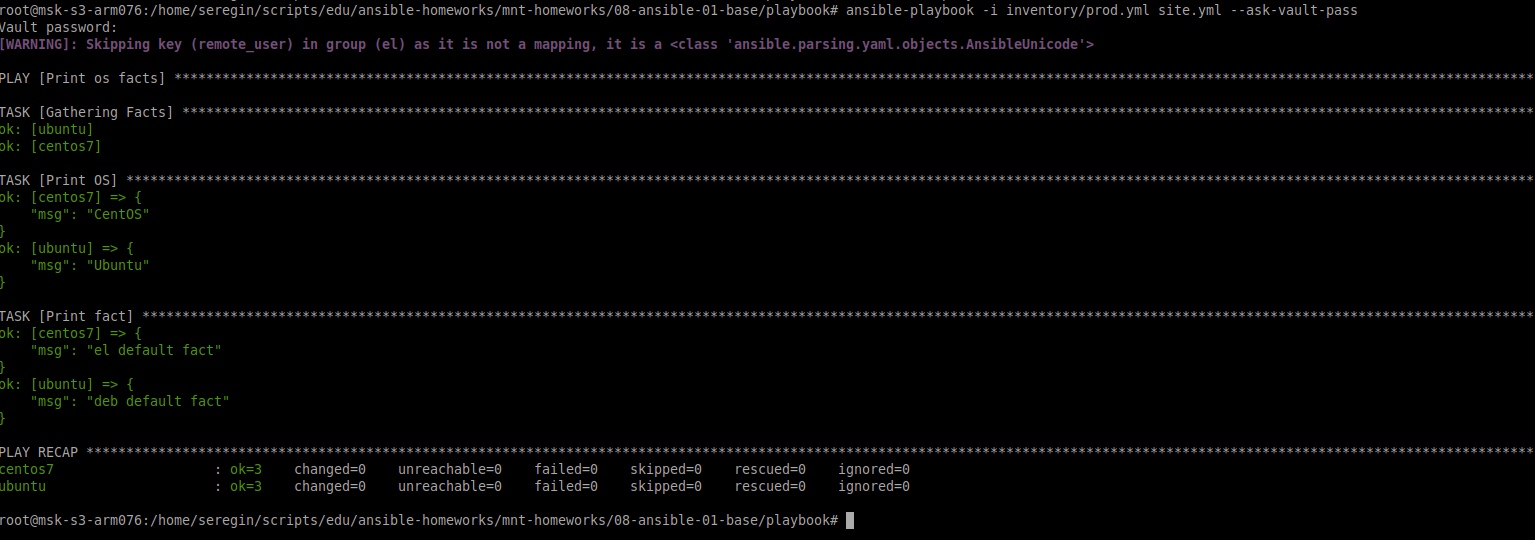 root@msk-s3-arm076:/home/seregin/scripts/edu/ansible-homeworks/mnt-homeworks/08-ansible-01-base/playbook# ansible-playbook -i inventory/prod.yml site.yml --ask-vault-pass
Vault password:
[WARNING]: Skipping key (remote_user) in group (el) as it is not a mapping, it is a <class 'ansible.parsing.yaml.objects.AnsibleUnicode'>
PLAY [Print os facts] ****************************************************************************************************************************************************************************
TASK [Gathering Facts] ***************************************************************************************************************************************************************************
ok: [ubuntu]
ok: [centos7]
TASK [Print OS] **********************************************************************************************************************************************************************************
ok: [centos7] => {
    "msg": "CentOS"
}
ok: [ubuntu] => {
    "msg": "Ubuntu"
}
TASK [Print fact] ********************************************************************************************************************************************************************************
ok: [centos7] => {
    "msg": "el default fact"
}
ok: [ubuntu] => {
    "msg": "deb default fact"
}
PLAY RECAP ***************************************************************************************************************************************************************************************
centos7                    : ok=3    changed=0    unreachable=0    failed=0    skipped=0    rescued=0    ignored=0
ubuntu                     : ok=3    changed=0    unreachable=0    failed=0    skipped=0    rescued=0    ignored=0
root@msk-s3-arm076:/home/seregin/scripts/edu/ansible-homeworks/mnt-homeworks/08-ansible-01-base/playbook#